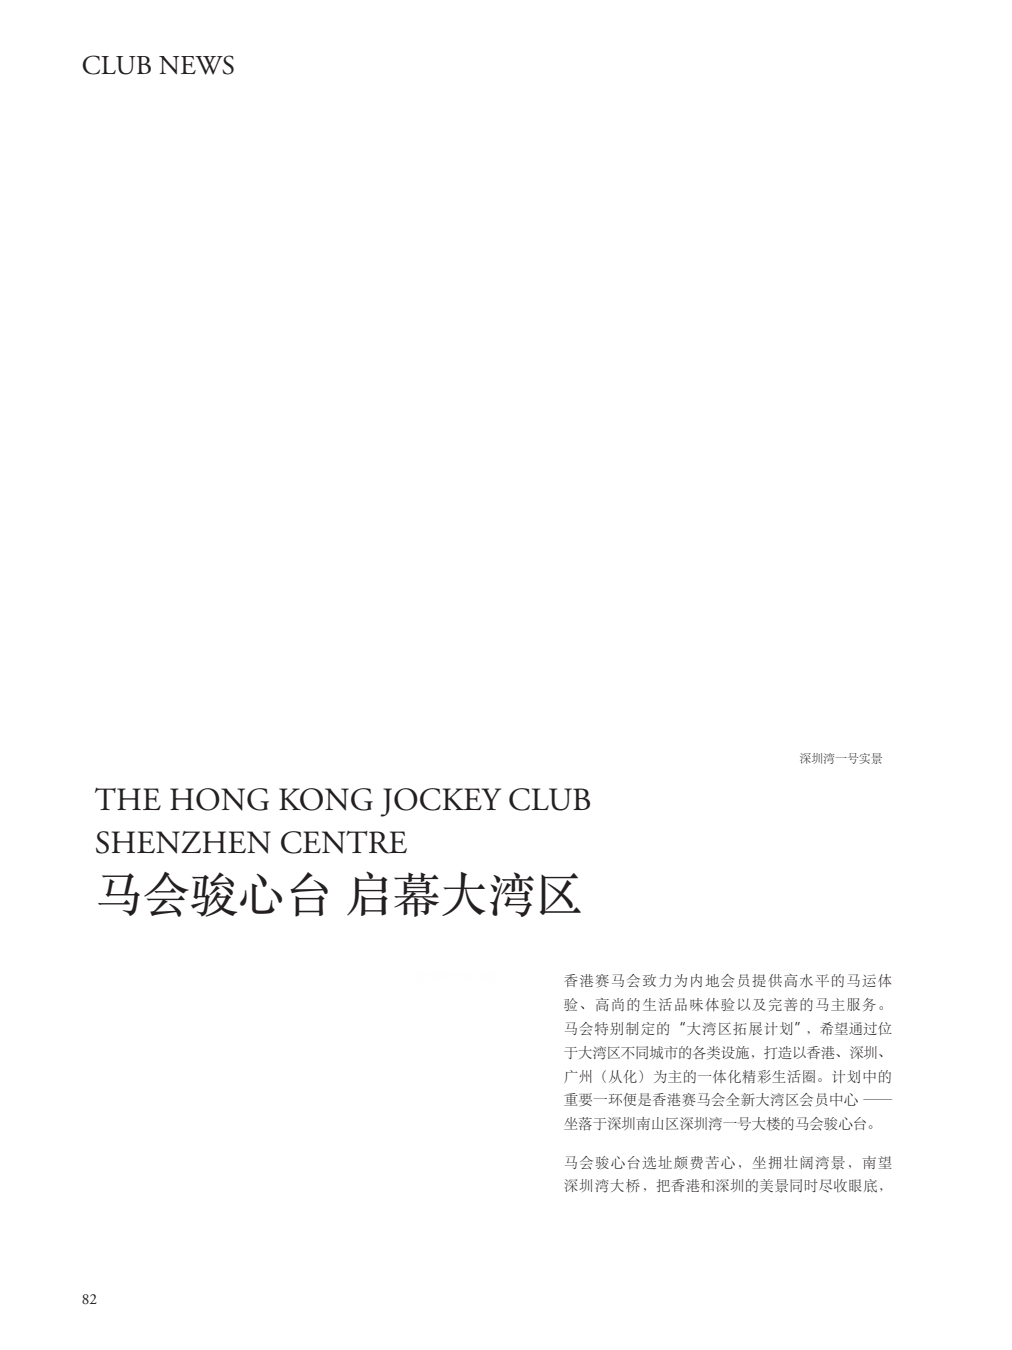 CLUB NEWS
深圳湾一号实景
THE HONG KONG JOCKEY CLUB
SHENZHEN CENTRE
马会骏心台 启幕大湾区
香港赛马会致力为内地会员提供高水平的马运体
验、高尚的生活品味体验以及完善的马主服务。
马会特别制定的“大湾区拓展计划”，希望通过位
于大湾区不同城市的各类设施，打造以香港、深圳、
广州（从化）为主的一体化精彩生活圈。计划中的
重要一环便是香港赛马会全新大湾区会员中心 ——
坐落于深圳南山区深圳湾一号大楼的马会骏心台。
马会骏心台选址颇费苦心，坐拥壮阔湾景，南望
深圳湾大桥，把香港和深圳的美景同时尽收眼底，
82